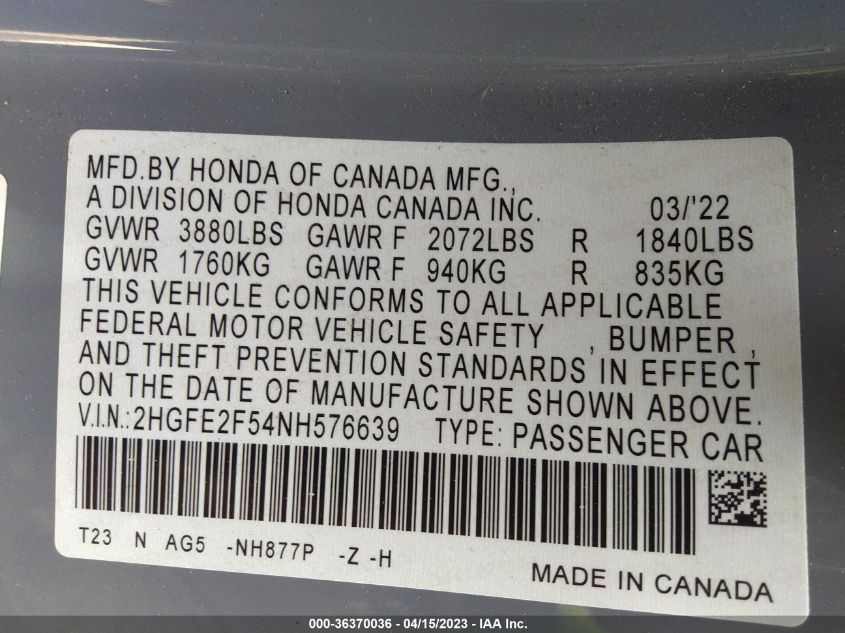 MFD.BY HONDA OF CANADA MFG.,
A DIVISION OF HONDA CANADA INC. 03/'22
GVWR 3880LBS GAWR F 2072LBS R 1840LBS
GVWR 1760KG GAWR F 940KG R 835KG
THIS VEHICLE CONFORMS TO ALL APPLICABLE
FEDERAL MOTOR VEHICLE SAFETY , BUMPER ,
AND THEFT PREVENTION STANDARDS IN EFFECT
ON THE DATE OF MANUFACTURE SHOWN ABOVE.
V.I.N.:2HGFE2F54NH576639 TYPE: PASSENGER CAR
T23 N AG5 -NH877P -Z -H
MADE IN CANADA
000-36370036 - 04/15/2023 - IAA Inc.